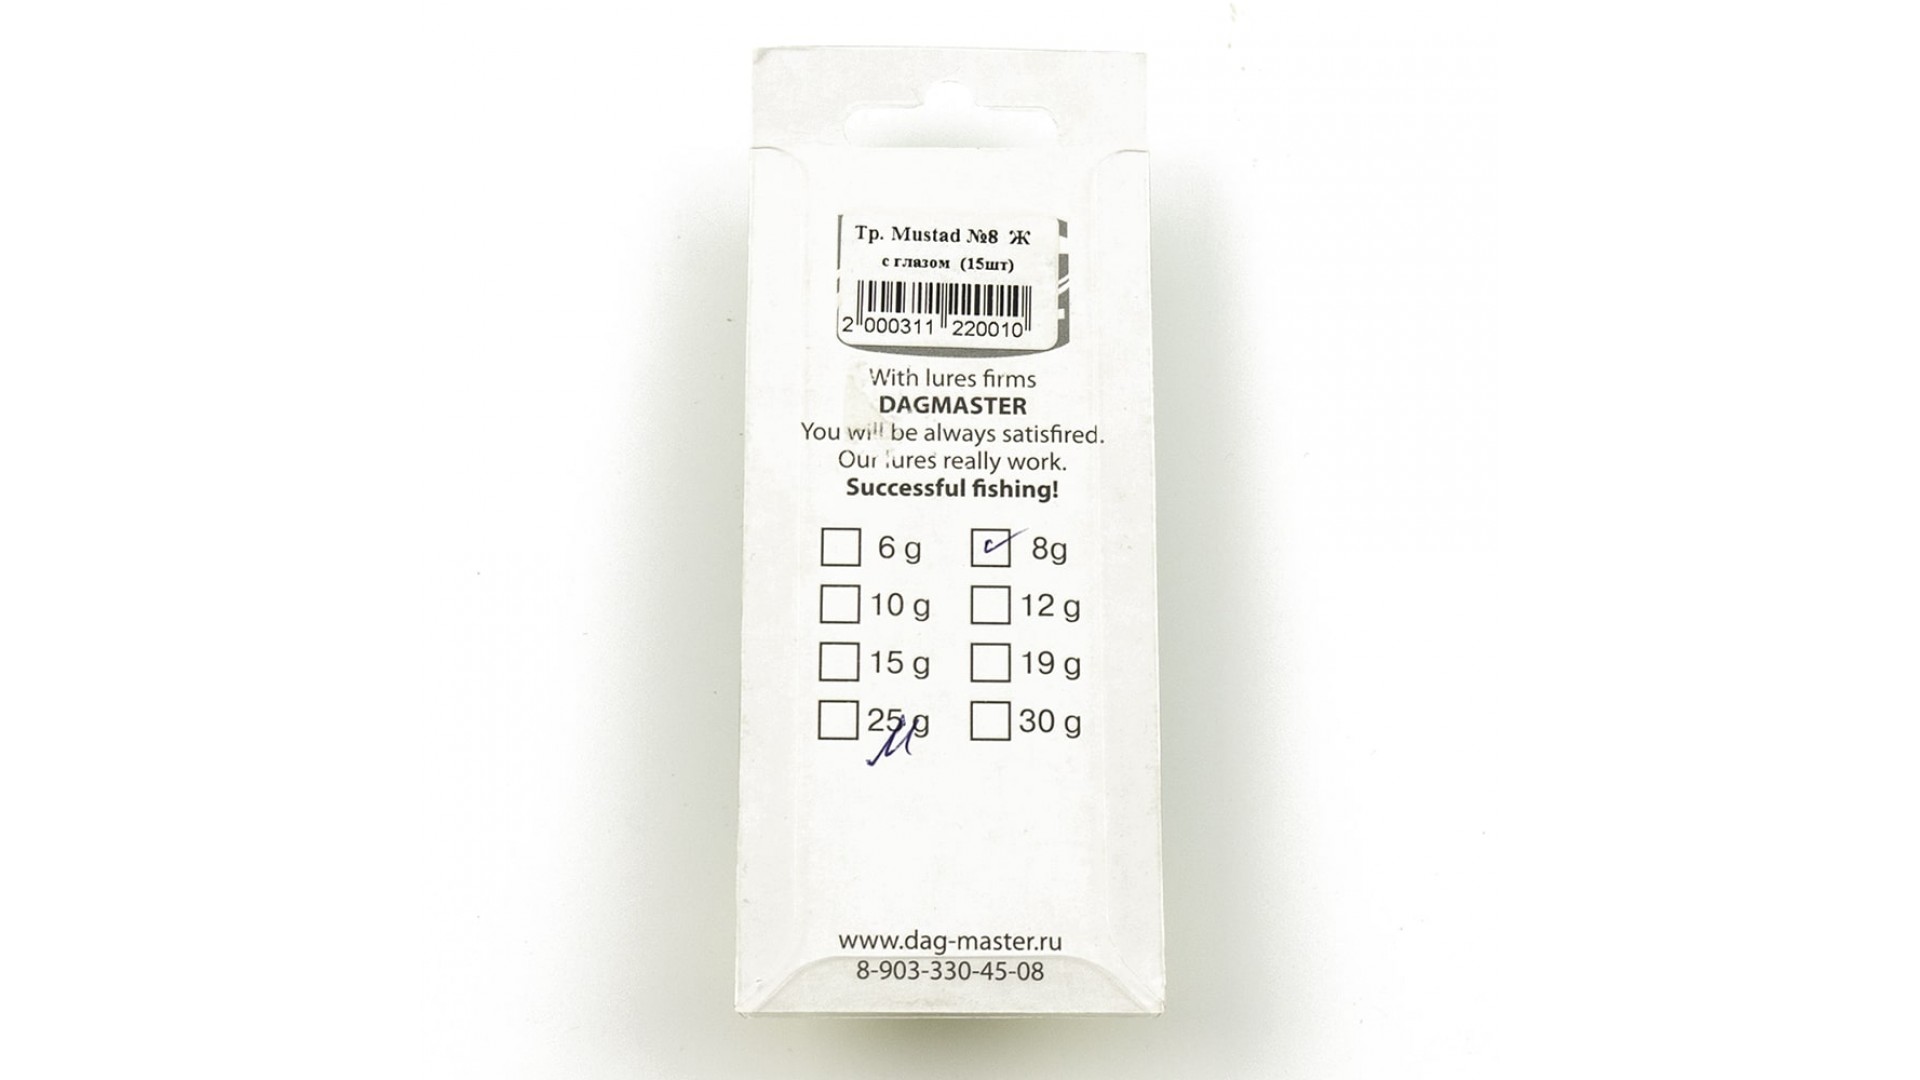 Тр. Mustad №8 Ж
с глазом (15шт)
2 000311 220010
With lures firms
DAGMASTER
You will be always satisfired.
Our lures really work.
Successful fishing!
6 g 8g
10 g 12 g
15 g 19 g
25 g 30 g
www.dag-master.ru
8-903-330-45-08